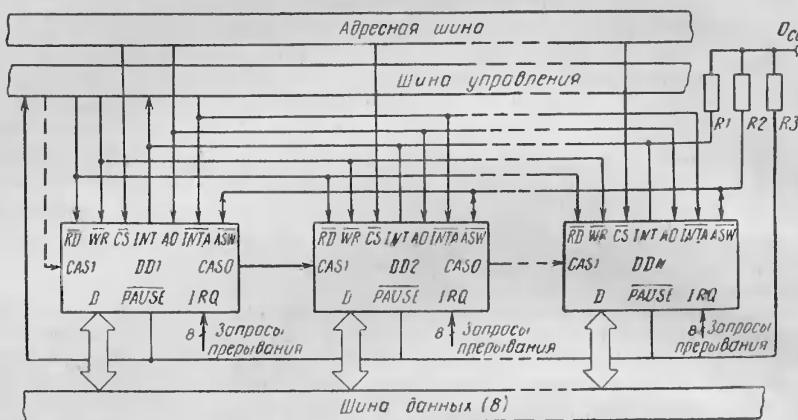 Адресная шина
Шина управления
U_CC
R1 R2 R3
RD WR CS INT A0 INTA ASW
CAS1 DD1 CAS0
D PAUSE IRQ
8 Запросы
прерывания
RD WR CS INT A0 INTA ASW
CAS1 DD2 CAS0
D PAUSE IRQ
8 Запросы
прерывания
RD WR CS INT A0 INTA ASW
CAS1 DDN
D PAUSE IRQ
8 Запросы
прерывания
Шина данных (8)